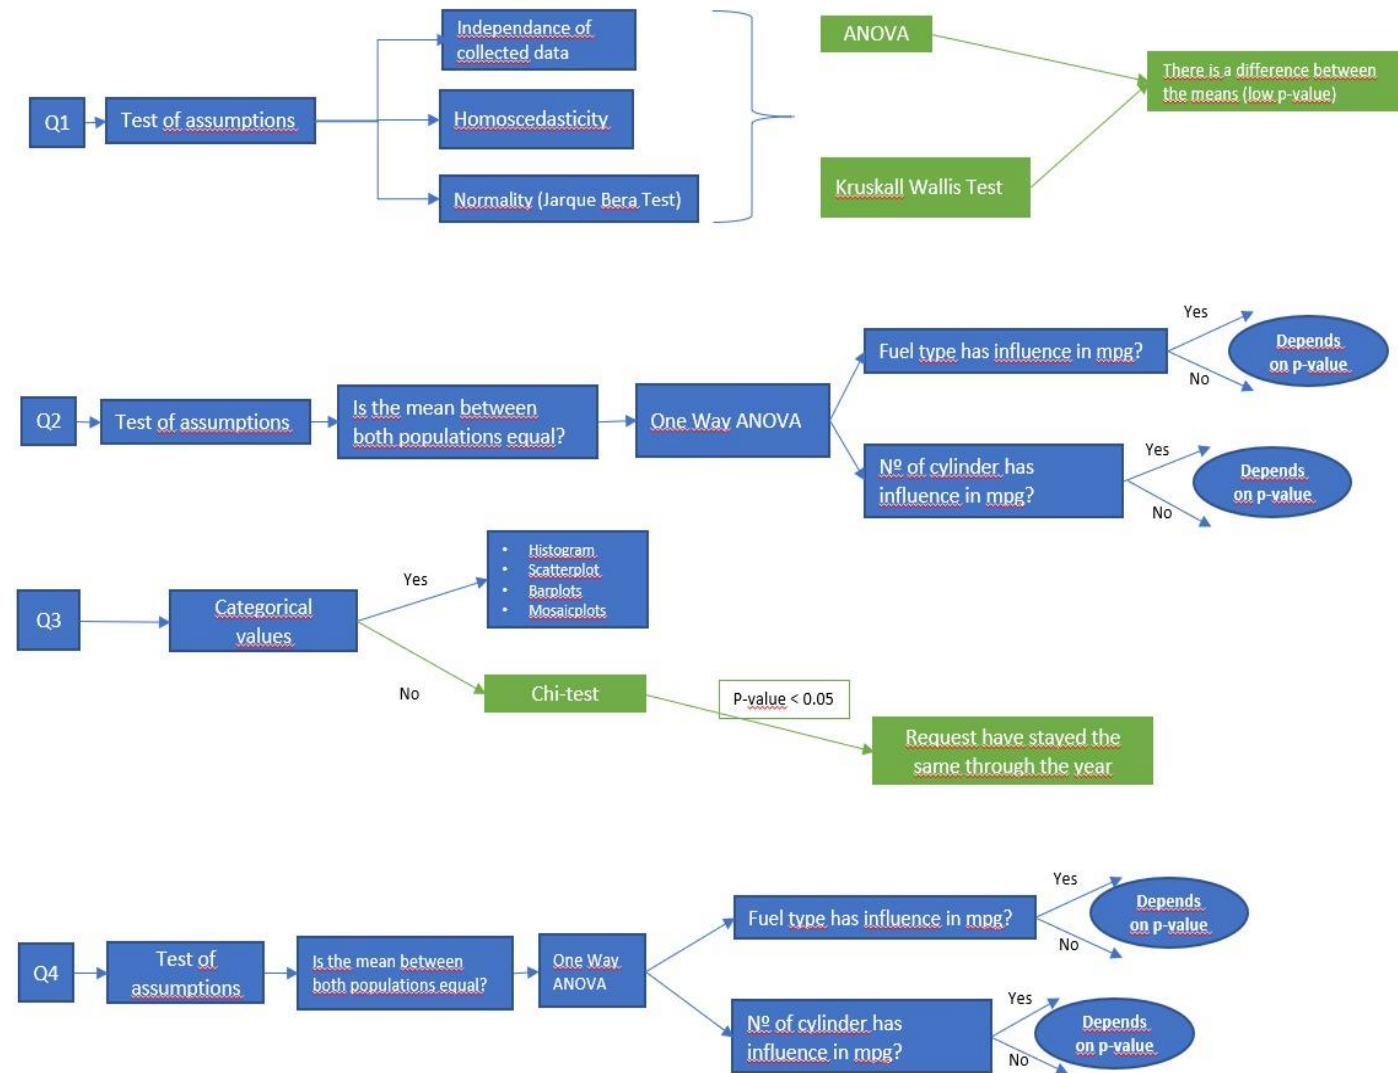 Q1
Test of assumptions
Independance of
collected data
Homoscedasticity
Normality (Jarque Bera Test)
ANOVA
Kruskall Wallis Test
There is a difference between
the means (low p-value)
Q2
Test of assumptions
Is the mean between
both populations equal?
One Way ANOVA
Fuel type has influence in mpg?
Yes
No
Depends
on p-value
Nº of cylinder has
influence in mpg?
Yes
No
Depends
on p-value
Q3
Categorical
values
Yes
• Histogram
• Scatterplot
• Barplots
• Mosaicplots
No
Chi-test
P-value < 0.05
Request have stayed the
same through the year
Q4
Test of
assumptions
Is the mean between
both populations equal?
One Way
ANOVA
Fuel type has influence in mpg?
Yes
No
Depends
on p-value
Nº of cylinder has
influence in mpg?
Yes
No
Depends
on p-value